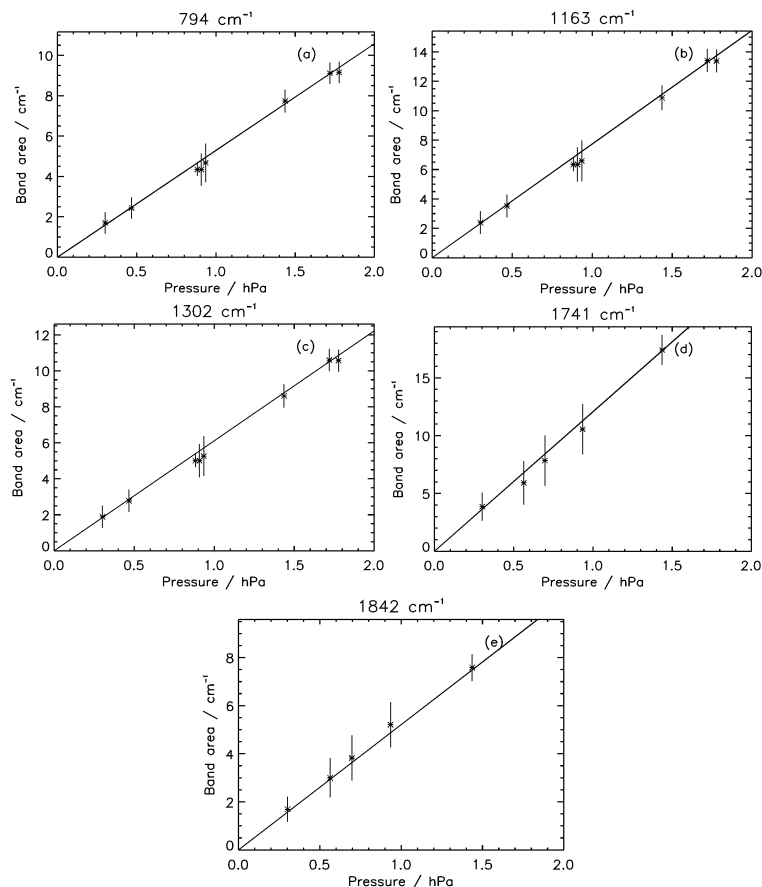 794 cm⁻¹
(a)
Band area / cm⁻¹
10
8
6
4
2
0
0.0 0.5 1.0 1.5 2.0
Pressure / hPa
1163 cm⁻¹
(b)
Band area / cm⁻¹
14
12
10
8
6
4
2
0
0.0 0.5 1.0 1.5 2.0
Pressure / hPa
1302 cm⁻¹
(c)
Band area / cm⁻¹
12
10
8
6
4
2
0
0.0 0.5 1.0 1.5 2.0
Pressure / hPa
1741 cm⁻¹
(d)
Band area / cm⁻¹
15
10
5
0
0.0 0.5 1.0 1.5 2.0
Pressure / hPa
1842 cm⁻¹
(e)
Band area / cm⁻¹
8
6
4
2
0
0.0 0.5 1.0 1.5 2.0
Pressure / hPa